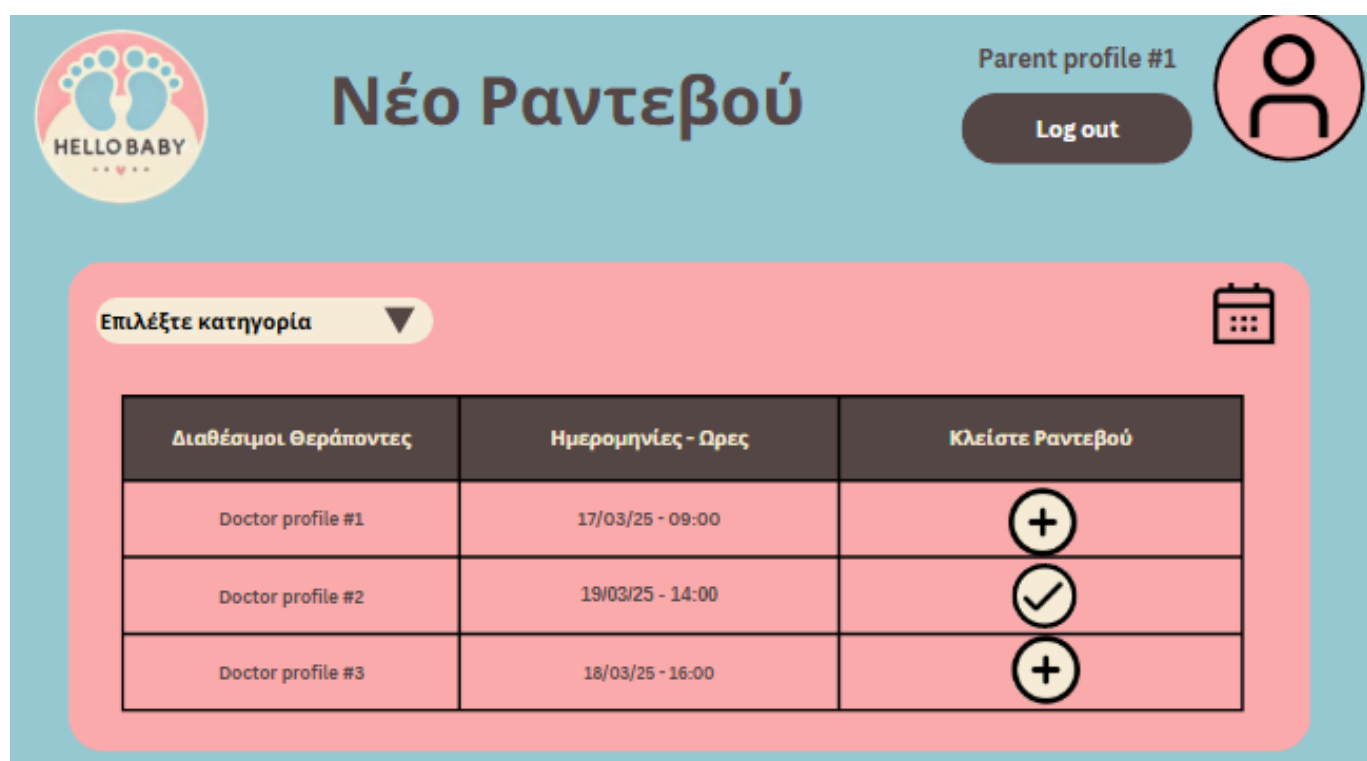 HELLO BABY
Νέο Ραντεβού
Parent profile #1
Log out
Επιλέξτε κατηγορία
Διαθέσιμοι Θεράποντες
Ημερομηνίες - Ωρες
Κλείστε Ραντεβού
Doctor profile #1
17/03/25 - 09:00
Doctor profile #2
19/03/25 - 14:00
Doctor profile #3
18/03/25 - 16:00